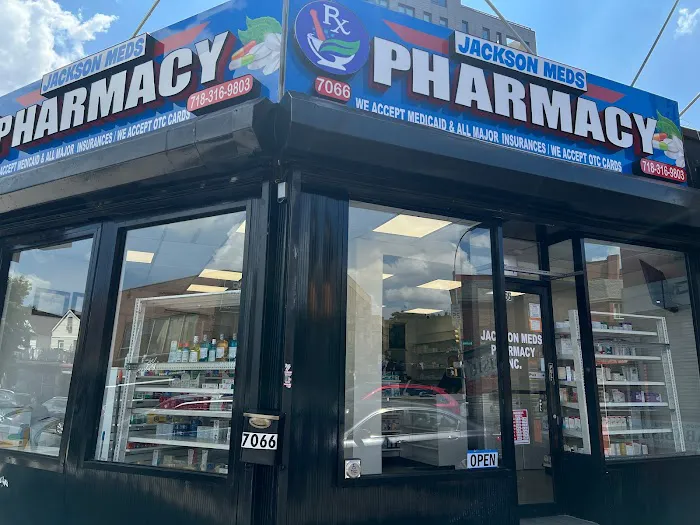 JACKSON MEDS
PHARMACY
718-316-9803
ACCEPT MEDICAID & ALL MAJOR INSURANCES / WE ACCEPT OTC CARDS
Rx
7066
JACKSON MEDS
PHARMACY
WE ACCEPT MEDICAID & ALL MAJOR INSURANCES / WE ACCEPT OTC CARDS
718-316-9803
JACKSON MEDS
PHARMACY
INC.
7066
OPEN